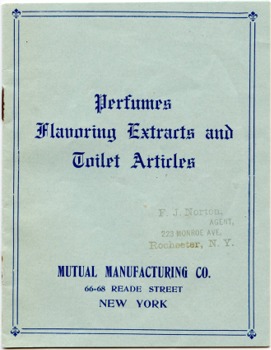 Perfumes
Flavoring Extracts and
Toilet Articles
F. J. Norton,
AGENT,
223 MONROE AVE.
Rochester, N. Y.
MUTUAL MANUFACTURING CO.
66-68 READE STREET
NEW YORK